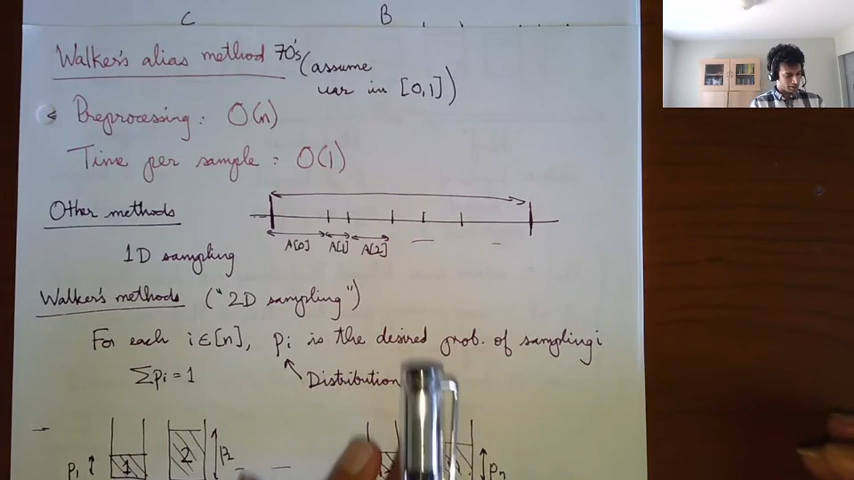 C B
Walker's alias method 70's (assume
var in [0,1])
Preprocessing: O(n)
Time per sample: O(1)
Other methods
A[0] A[1] A[2]
1D sampling
Walker's methods ("2D sampling")
For each i∈[n], pi is the desired prob. of sampling i
∑pi = 1
Distribution
p1 1 2 p2 pn